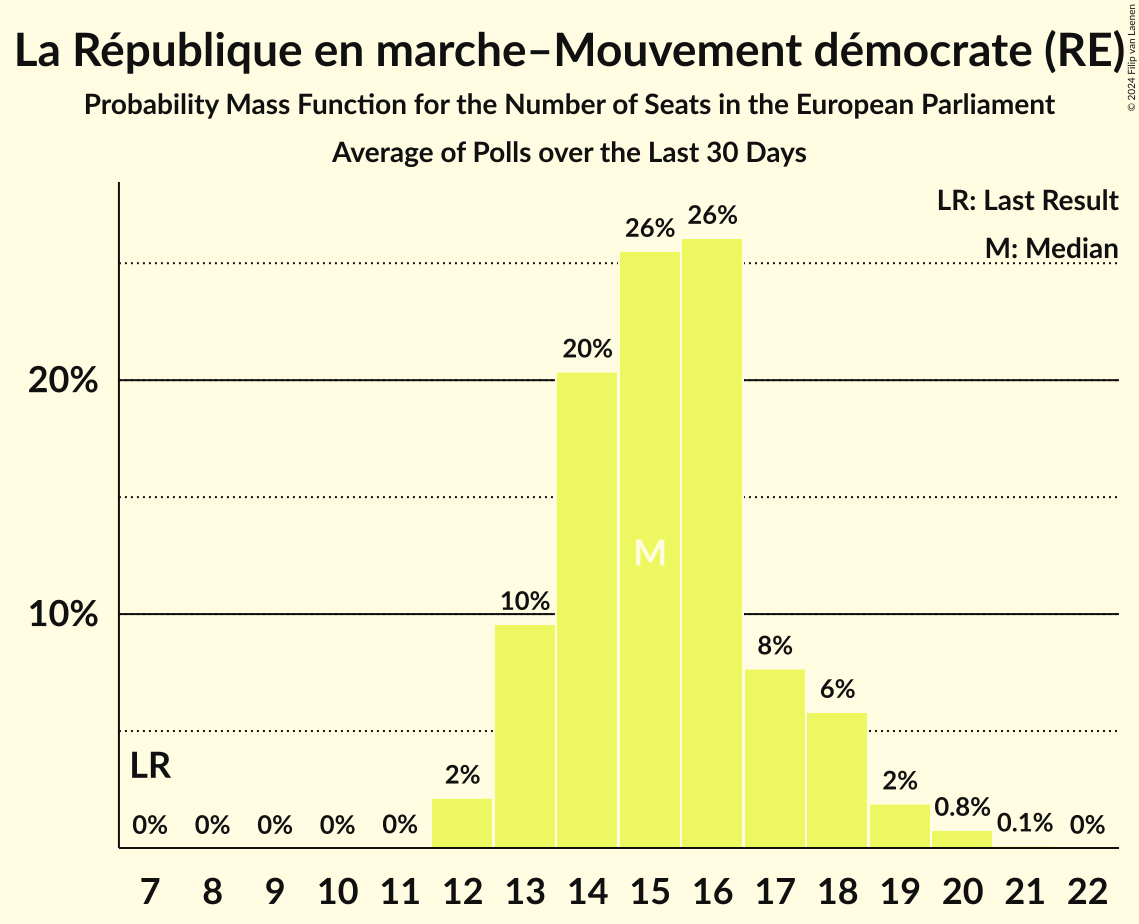 La République en marche–Mouvement démocrate (RE)
Probability Mass Function for the Number of Seats in the European Parliament
Average of Polls over the Last 30 Days
© 2024 Filip van Laenen
LR: Last Result
M: Median
26%
26%
20%
20%
M
10%
10%
8%
6%
LR
2%
2%
0.8%
0.1%
0%
0%
0%
0%
0%
0%
7 8 9 10 11 12 13 14 15 16 17 18 19 20 21 22